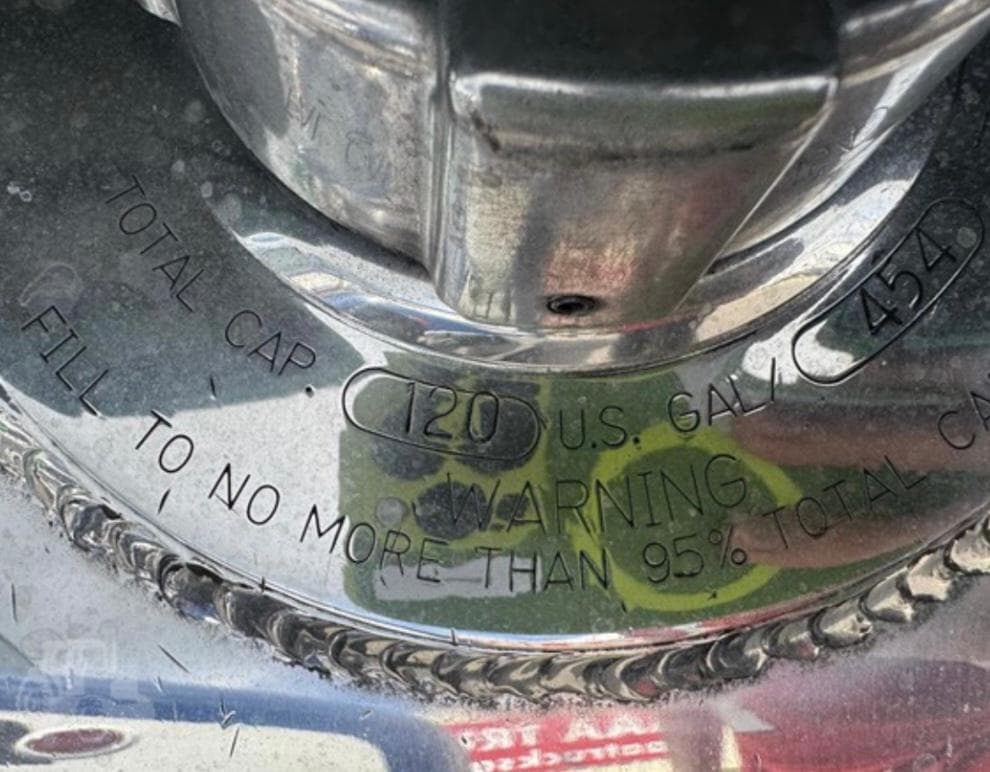 TOTAL CAP. 120 U.S. GAL/ 454
WARNING
FILL TO NO MORE THAN 95% TOTAL CA